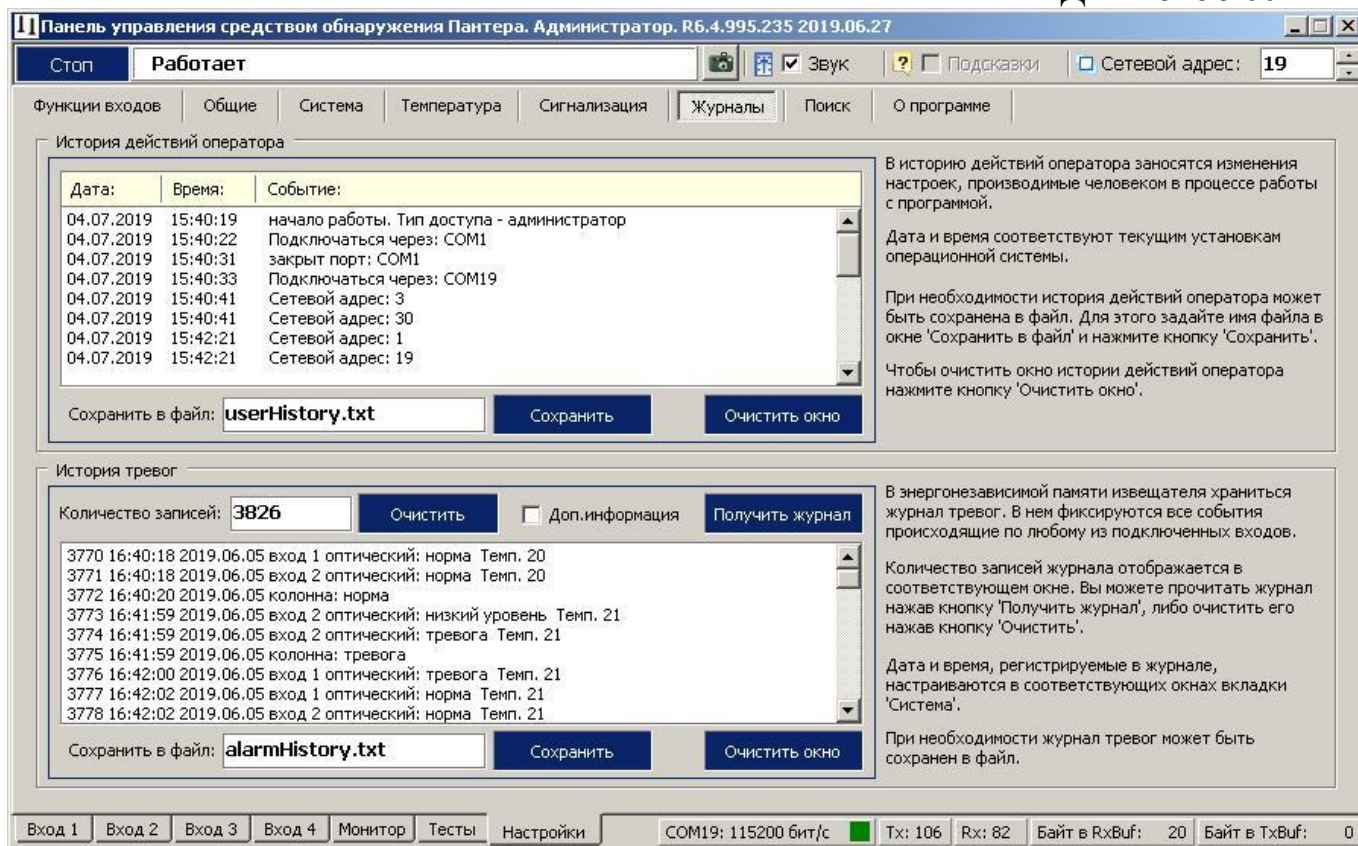 Панель управления средством обнаружения Пантера. Администратор. R6.4.995.235 2019.06.27
Стоп Работает Звук Подсказки Сетевой адрес: 19
Функции входов Общие Система Температура Сигнализация Журналы Поиск О программе
История действий оператора
Дата: Время: Событие:
04.07.2019 15:40:19 начало работы. Тип доступа - администратор
04.07.2019 15:40:22 Подключаться через: COM1
04.07.2019 15:40:31 закрыт порт: COM1
04.07.2019 15:40:33 Подключаться через: COM19
04.07.2019 15:40:41 Сетевой адрес: 3
04.07.2019 15:40:41 Сетевой адрес: 30
04.07.2019 15:42:21 Сетевой адрес: 1
04.07.2019 15:42:21 Сетевой адрес: 19
Сохранить в файл: userHistory.txt Сохранить Очистить окно
В историю действий оператора заносятся изменения
настроек, производимые человеком в процессе работы
с программой.
Дата и время соответствуют текущим установкам
операционной системы.
При необходимости история действий оператора может
быть сохранена в файл. Для этого задайте имя файла в
окне 'Сохранить в файл' и нажмите кнопку 'Сохранить'.
Чтобы очистить окно истории действий оператора
нажмите кнопку 'Очистить окно'.
История тревог
Количество записей: 3826 Очистить Доп.информация Получить журнал
3770 16:40:18 2019.06.05 вход 1 оптический: норма Темп. 20
3771 16:40:18 2019.06.05 вход 2 оптический: норма Темп. 20
3772 16:40:20 2019.06.05 колонна: норма
3773 16:41:59 2019.06.05 вход 2 оптический: низкий уровень Темп. 21
3774 16:41:59 2019.06.05 вход 2 оптический: тревога Темп. 21
3775 16:41:59 2019.06.05 колонна: тревога
3776 16:42:00 2019.06.05 вход 1 оптический: тревога Темп. 21
3777 16:42:02 2019.06.05 вход 1 оптический: норма Темп. 21
3778 16:42:02 2019.06.05 вход 2 оптический: норма Темп. 21
Сохранить в файл: alarmHistory.txt Сохранить Очистить окно
В энергонезависимой памяти извещателя храниться
журнал тревог. В нем фиксируются все события
происходящие по любому из подключенных входов.
Количество записей журнала отображается в
соответствующем окне. Вы можете прочитать журнал
нажав кнопку 'Получить журнал', либо очистить его
нажав кнопку 'Очистить'.
Дата и время, регистрируемые в журнале,
настраиваются в соответствующих окнах вкладки
'Система'.
При необходимости журнал тревог может быть
сохранен в файл.
Вход 1 Вход 2 Вход 3 Вход 4 Монитор Тесты Настройки COM19: 115200 бит/с Tx: 106 Rx: 82 Байт в RxBuf: 20 Байт в TxBuf: 0